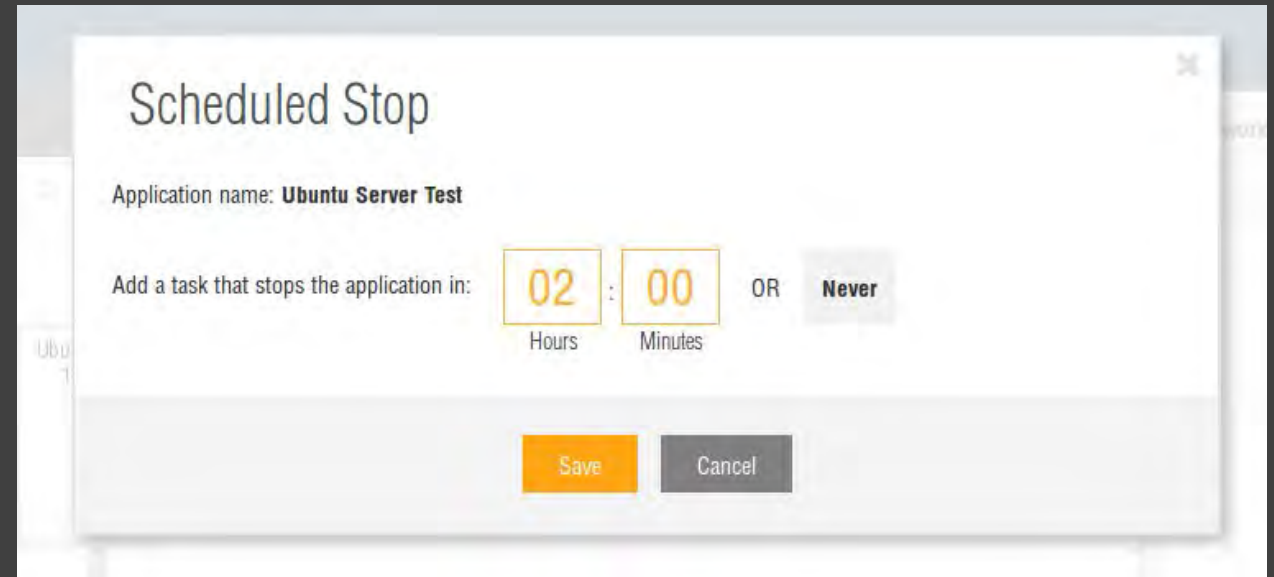 Scheduled Stop
Application name: Ubuntu Server Test
Add a task that stops the application in: 02 : 00 OR Never
Hours Minutes
Save Cancel